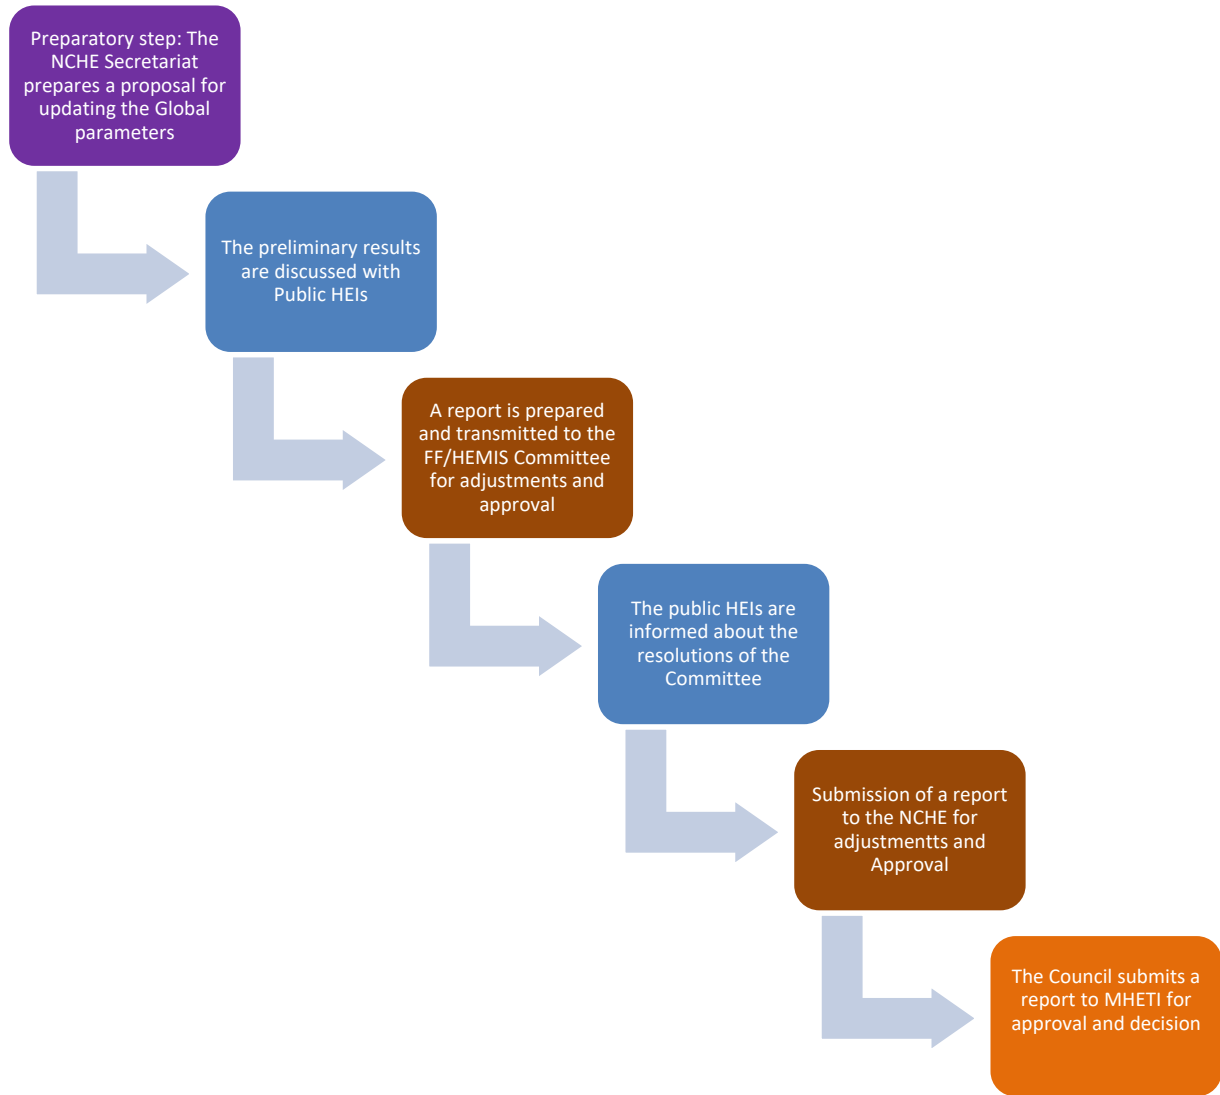 Preparatory step: The
NCHE Secretariat
prepares a proposal for
updating the Global
parameters
The preliminary results
are discussed with
Public HEIs
A report is prepared
and transmitted to the
FF/HEMIS Committee
for adjustments and
approval
The public HEIs are
informed about the
resolutions of the
Committee
Submission of a report
to the NCHE for
adjustmentts and
Approval
The Council submits a
report to MHETI for
approval and decision